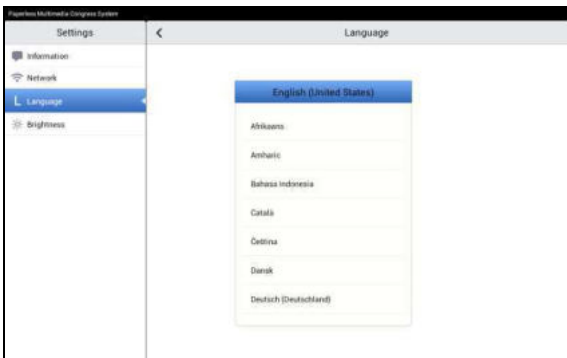 Paperless Multimedia Congress System
Settings
Language
Information
Network
Language
Brightness
English (United States)
Afrikaans
Amharic
Bahasa Indonesia
Català
Čeština
Dansk
Deutsch (Deutschland)